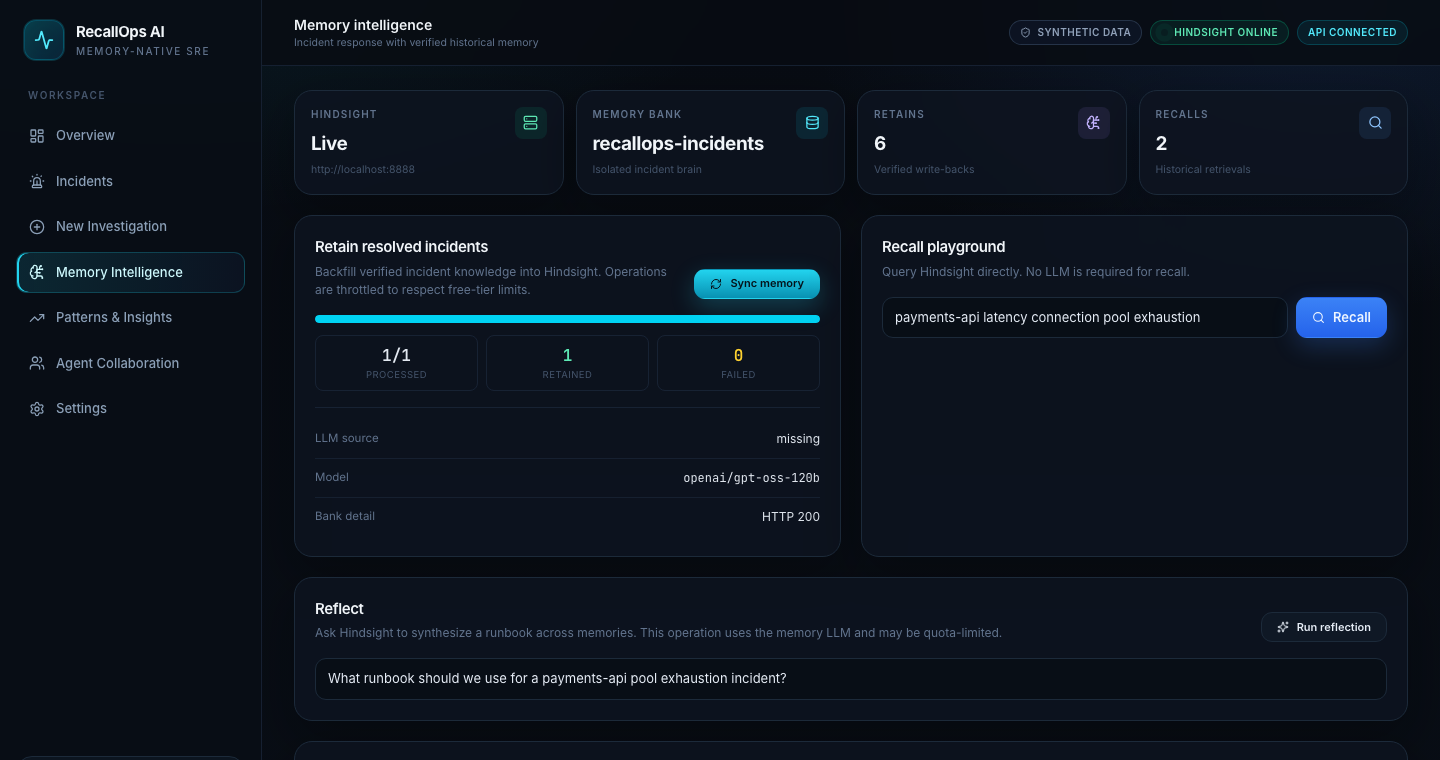 RecallOps AI
MEMORY-NATIVE SRE
WORKSPACE
Overview
Incidents
New Investigation
Memory Intelligence
Patterns & Insights
Agent Collaboration
Settings
Memory intelligence
Incident response with verified historical memory
SYNTHETIC DATA
HINDSIGHT ONLINE
API CONNECTED
HINDSIGHT
Live
http://localhost:8888
MEMORY BANK
recallops-incidents
Isolated incident brain
RETAINS
6
Verified write-backs
RECALLS
2
Historical retrievals
Retain resolved incidents
Backfill verified incident knowledge into Hindsight. Operations
are throttled to respect free-tier limits.
Sync memory
1/1
PROCESSED
1
RETAINED
0
FAILED
LLM source
missing
Model
openai/gpt-oss-120b
Bank detail
HTTP 200
Recall playground
Query Hindsight directly. No LLM is required for recall.
payments-api latency connection pool exhaustion
Recall
Reflect
Ask Hindsight to synthesize a runbook across memories. This operation uses the memory LLM and may be quota-limited.
Run reflection
What runbook should we use for a payments-api pool exhaustion incident?